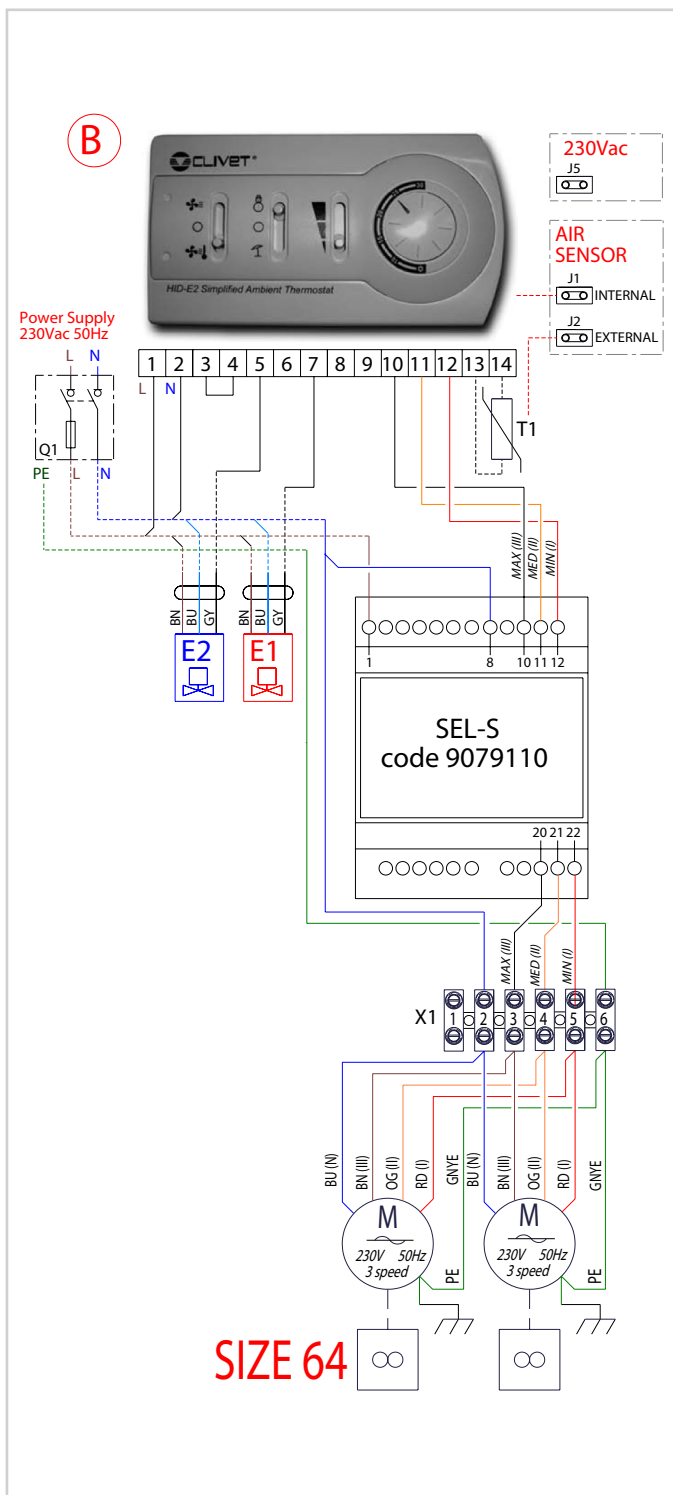 B
CLIVET®
HID-E2 Simplified Ambient Thermostat
230Vac
J5
AIR
SENSOR
J1
INTERNAL
J2
EXTERNAL
Power Supply
230Vac 50Hz
L N
1 2 3 4 5 6 7 8 9 10 11 12 13 14
L N
Q1
PE L N
T1
MAX (III)
MED (II)
MIN (I)
BN BU GY BN BU GY
E2 E1
1 8 10 11 12
SEL-S
code 9079110
20 21 22
MAX (III)
MED (II)
MIN (I)
X1 1 2 3 4 5 6
BU (N) BN (III) OG (II) RD (I) GNYE BU (N) BN (III) OG (II) RD (I) GNYE
M M
230V 50Hz 230V 50Hz
3 speed 3 speed
PE PE
SIZE 64